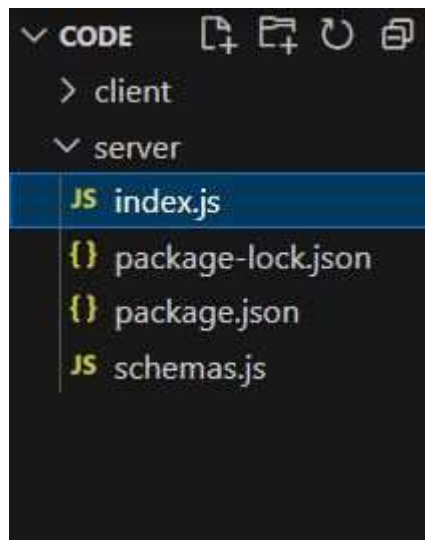 CODE
client
server
JS index.js
{} package-lock.json
{} package.json
JS schemas.js